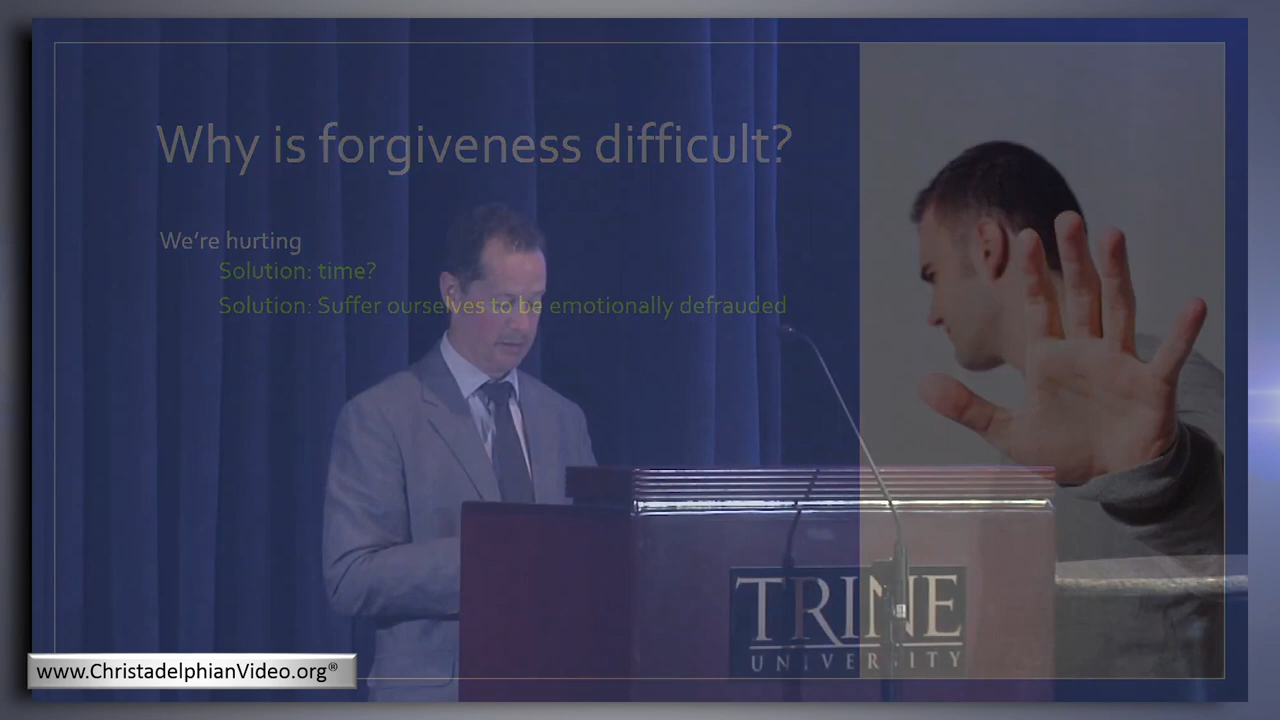 Why is forgiveness difficult?
We're hurting
Solution: time?
Solution: Suffer ourselves to be emotionally defrauded
TRINE
UNIVERSITY
www.ChristadelphianVideo.org®